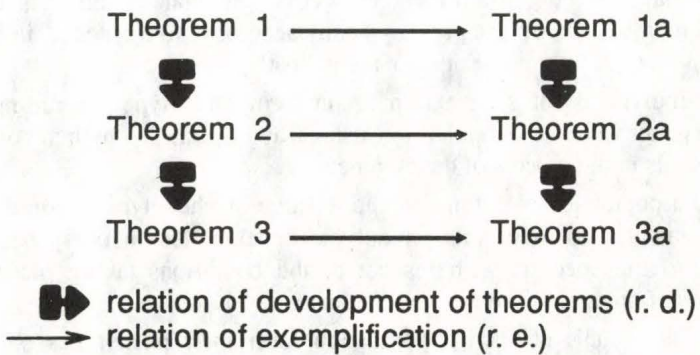 Theorem 1 Theorem 1a
Theorem 2 Theorem 2a
Theorem 3 Theorem 3a
relation of development of theorems (r. d.)
relation of exemplification (r. e.)